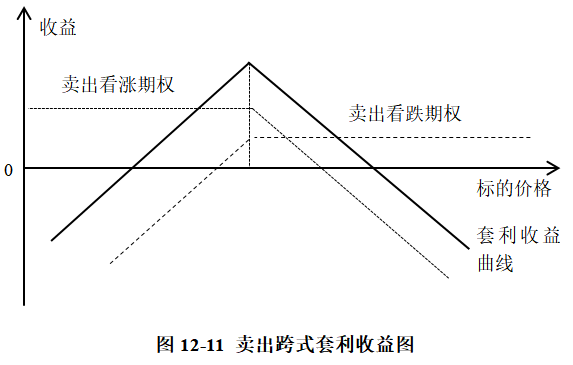 收益
卖出看涨期权
卖出看跌期权
0
标的价格
套利收益
曲线
图 12-11 卖出跨式套利收益图